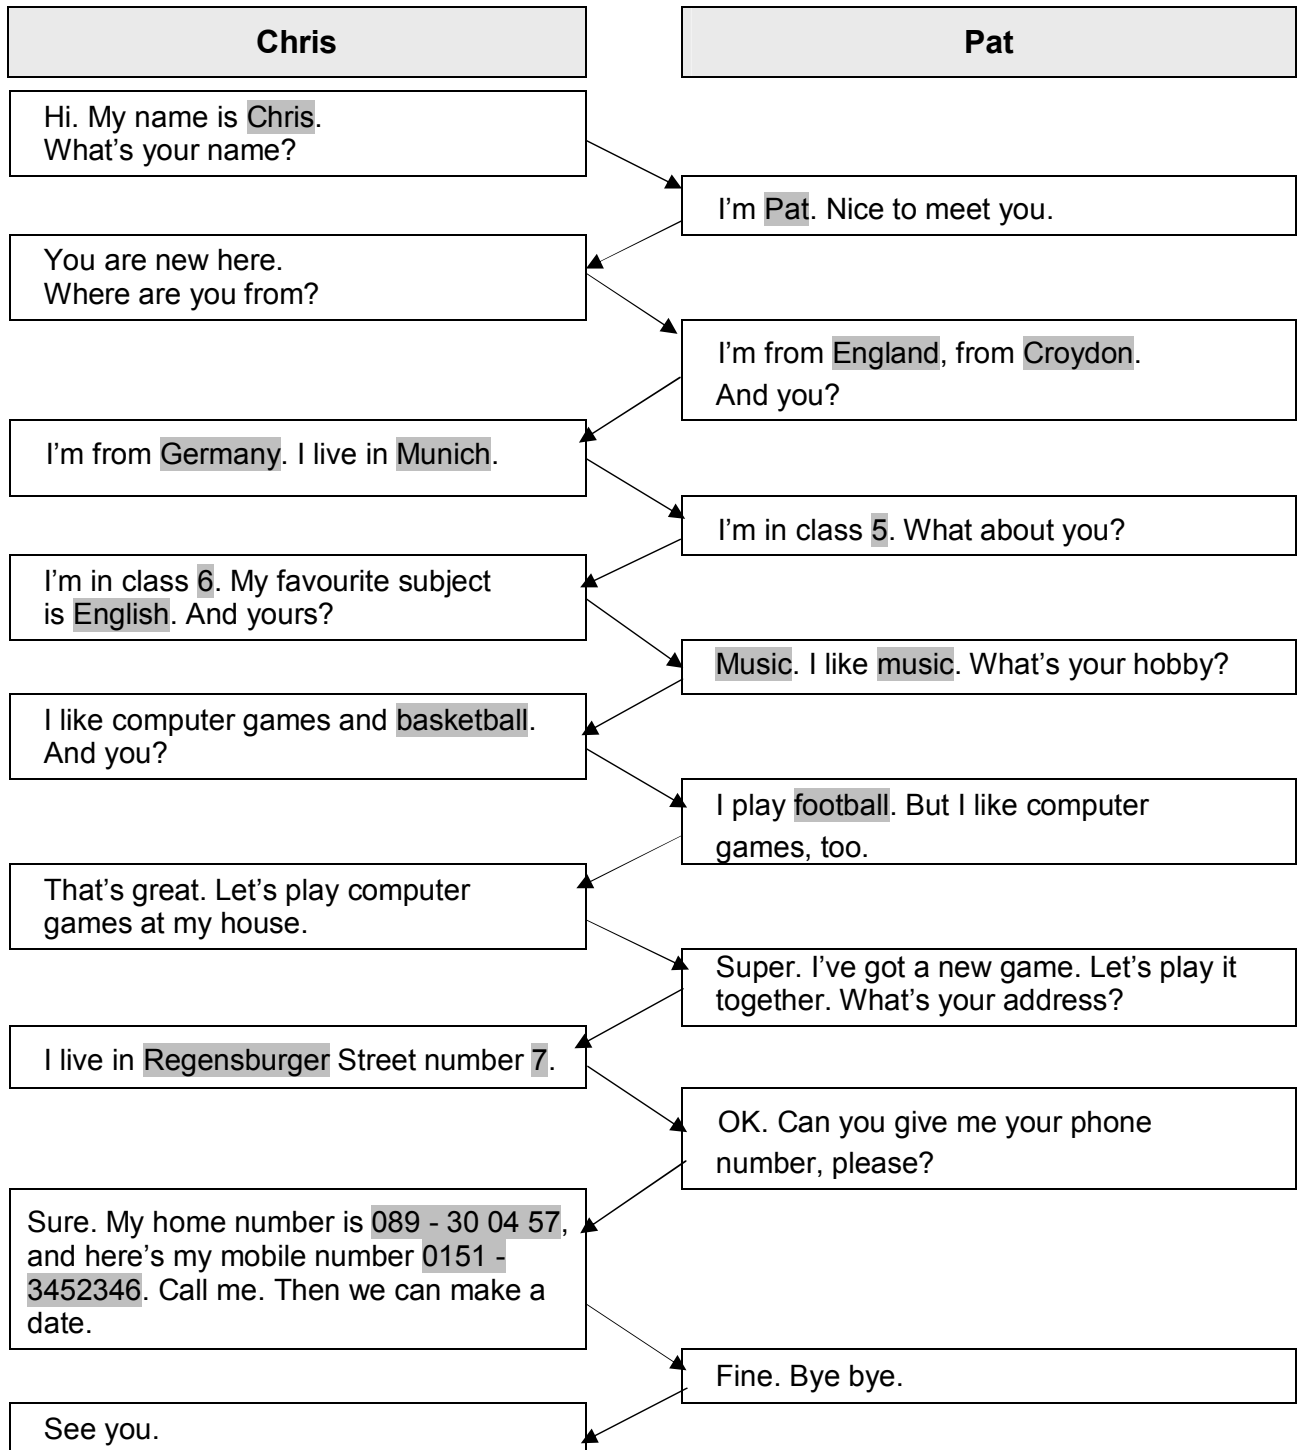 Chris
Pat
Hi. My name is Chris.
What's your name?
I'm Pat. Nice to meet you.
You are new here.
Where are you from?
I'm from England, from Croydon.
And you?
I'm from Germany. I live in Munich.
I'm in class 5. What about you?
I'm in class 6. My favourite subject
is English. And yours?
Music. I like music. What's your hobby?
I like computer games and basketball.
And you?
I play football. But I like computer
games, too.
That's great. Let's play computer
games at my house.
Super. I've got a new game. Let's play it
together. What's your address?
I live in Regensburger Street number 7.
OK. Can you give me your phone
number, please?
Sure. My home number is 089 - 30 04 57,
and here's my mobile number 0151 -
3452346. Call me. Then we can make a
date.
Fine. Bye bye.
See you.